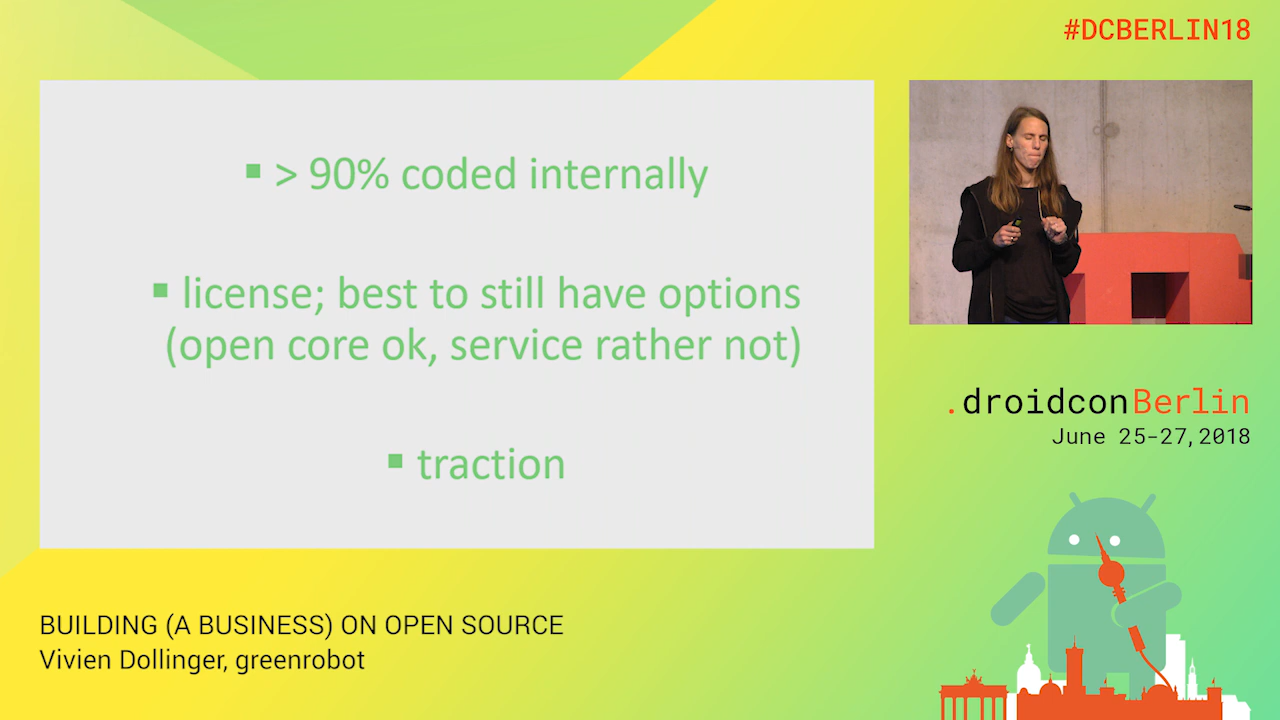 #DCBERLIN18
▪ > 90% coded internally
▪ license; best to still have options
(open core ok, service rather not)
▪ traction
.droidconBerlin
June 25-27, 2018
BUILDING (A BUSINESS) ON OPEN SOURCE
Vivien Dollinger, greenrobot